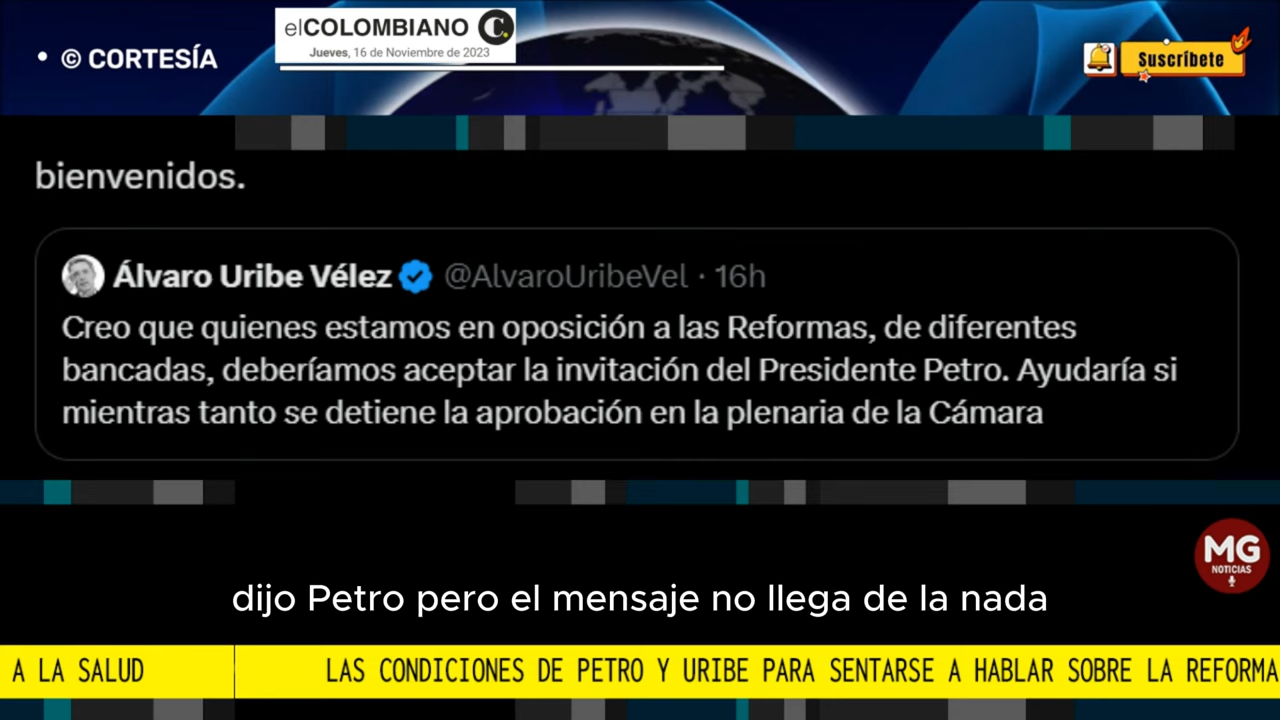 • © CORTESÍA
elCOLOMBIANO C.
Jueves, 16 de Noviembre de 2023
Suscríbete
bienvenidos.
Álvaro Uribe Vélez @AlvaroUribeVel · 16h
Creo que quienes estamos en oposición a las Reformas, de diferentes
bancadas, deberíamos aceptar la invitación del Presidente Petro. Ayudaría si
mientras tanto se detiene la aprobación en la plenaria de la Cámara
MG
NOTICIAS
dijo Petro pero el mensaje no llega de la nada
A LA SALUD LAS CONDICIONES DE PETRO Y URIBE PARA SENTARSE A HABLAR SOBRE LA REFORMA